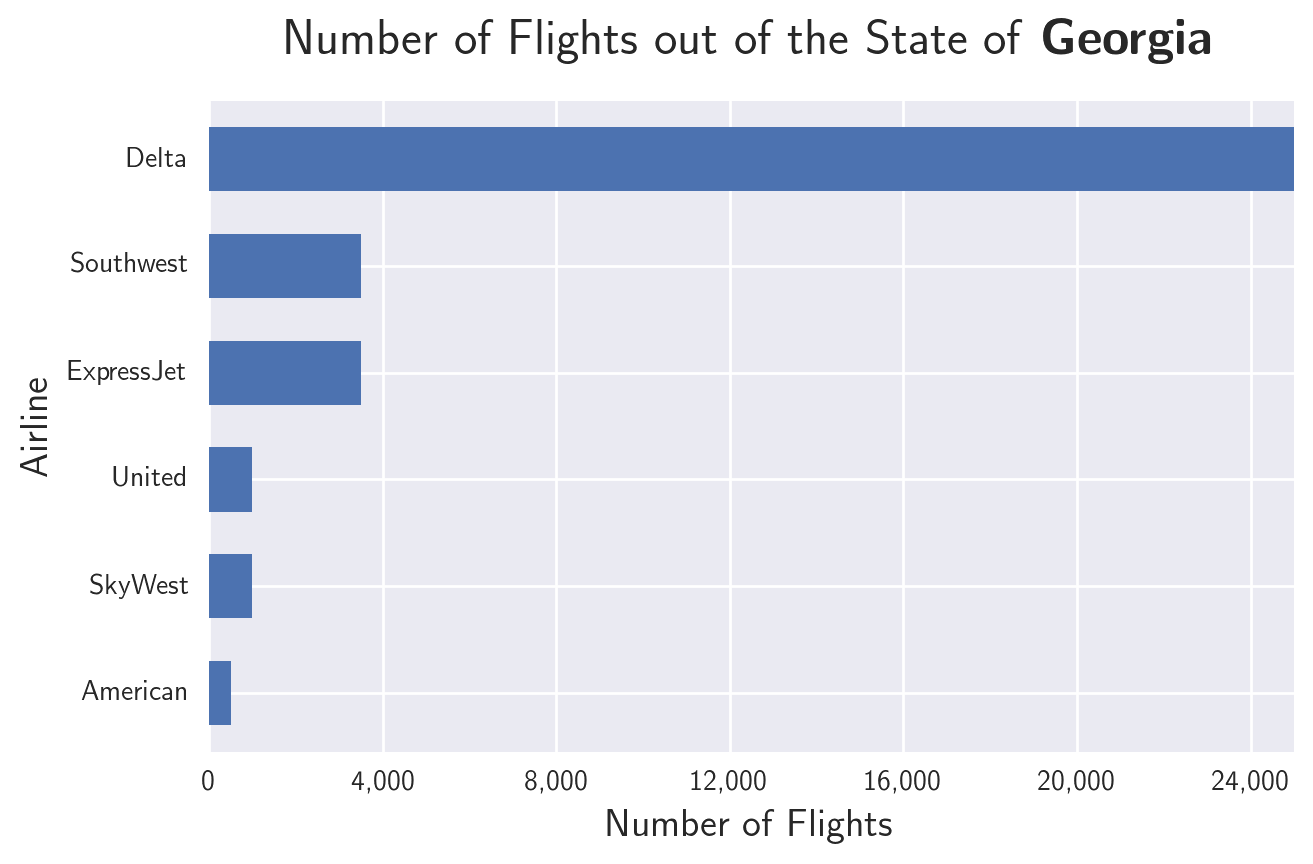 Number of Flights out of the State of Georgia
Delta
Southwest
ExpressJet
United
SkyWest
American
Airline
0 4,000 8,000 12,000 16,000 20,000 24,000
Number of Flights